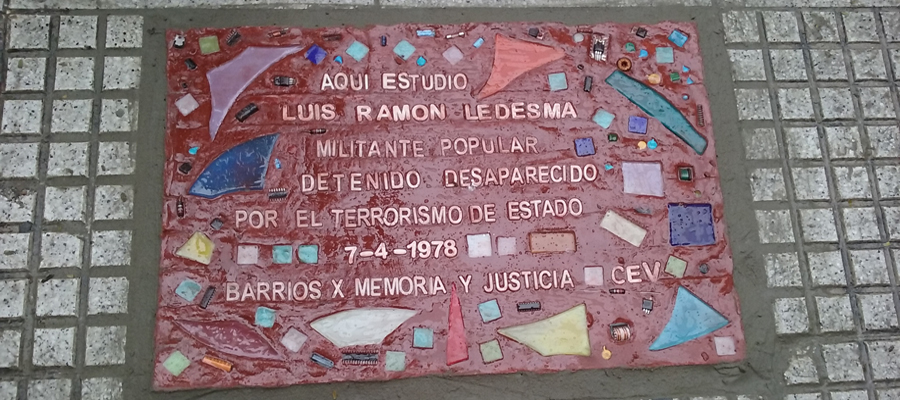 AQUI ESTUDIO
LUIS RAMON LEDESMA
MILITANTE POPULAR
DETENIDO DESAPARECIDO
POR EL TERRORISMO DE ESTADO
7-4-1978
BARRIOS X MEMORIA Y JUSTICIA CEV